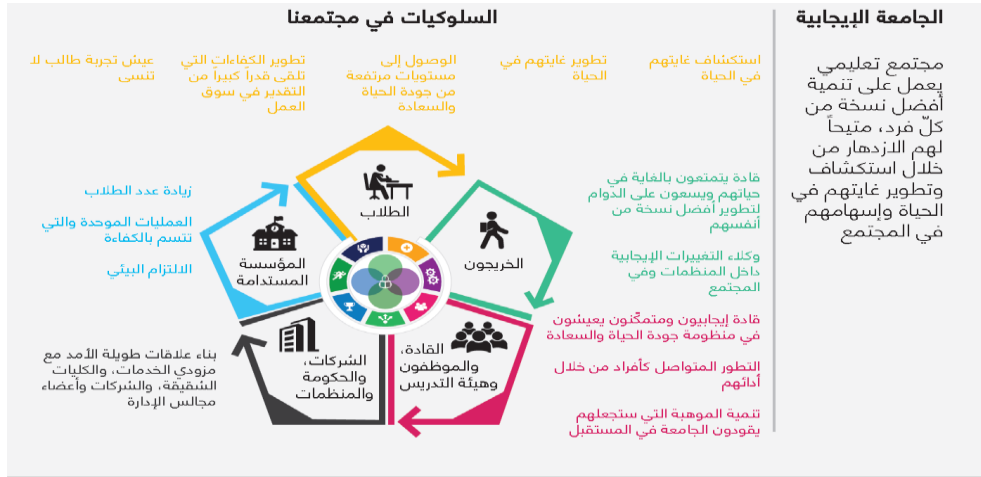 الجامعة الإيجابية
مجتمع تعليمي
يعمل على تنمية
أفضل نسخة من
كلّ فرد، متيحاً
لهم الازدهار من
خلال استكشاف
وتطوير غايتهم في
الحياة وإسهامهم
في المجتمع
السلوكيات في مجتمعنا
استكشاف غايتهم
في الحياة
تطوير غايتهم في
الحياة
الوصول إلى
مستويات مرتفعة
من جودة الحياة
والسعادة
تطوير الكفاءات التي
تلقى قدراً كبيراً من
التقدير في سوق
العمل
عيش تجربة طالب لا
تنسى
الطلاب
قادة يتمتعون بالغاية في
حياتهم ويسعون على الدوام
لتطوير أفضل نسخة من
أنفسهم
وكلاء التغييرات الإيجابية
داخل المنظمات وفي
المجتمع
الخريجون
قادة إيجابيون ومتمكّنون يعيشون
في منظومة جودة الحياة والسعادة
التطور المتواصل كأفراد من خلال
أدائهم
تنمية الموهبة التي ستجعلهم
يقودون الجامعة في المستقبل
القادة،
والموظفون
وهيئة التدريس
الشركات،
والحكومة
والمنظمات
بناء علاقات طويلة الأمد مع
مزودي الخدمات، والكليات
الشقيقة، والشركات وأعضاء
مجالس الإدارة
المؤسسة
المستدامة
زيادة عدد الطلاب
العمليات الموحدة والتي
تتسم بالكفاءة
الالتزام البيئي